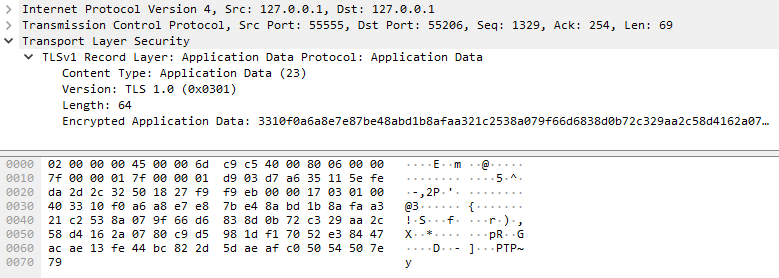 Internet Protocol Version 4, Src: 127.0.0.1, Dst: 127.0.0.1
Transmission Control Protocol, Src Port: 55555, Dst Port: 55206, Seq: 1329, Ack: 254, Len: 69
Transport Layer Security
TLSv1 Record Layer: Application Data Protocol: Application Data
Content Type: Application Data (23)
Version: TLS 1.0 (0x0301)
Length: 64
Encrypted Application Data: 3310f0a6a8e7e87be48abd1b8afaa321c2538a079f66d6838d0b72c329aa2c58d4162a07…
0000 02 00 00 00 45 00 00 6d c9 c5 40 00 80 06 00 00 ····E··m ··@·····
0010 7f 00 00 01 7f 00 00 01 d9 03 d7 a6 35 11 5e fe ········ ····5·^·
0020 da 2d 2c 32 50 18 27 f9 f9 eb 00 00 17 03 01 00 ·-,2P·'· ········
0030 40 33 10 f0 a6 a8 e7 e8 7b e4 8a bd 1b 8a fa a3 @3······ {·······
0040 21 c2 53 8a 07 9f 66 d6 83 8d 0b 72 c3 29 aa 2c !·S···f· ···r·)·,
0050 58 d4 16 2a 07 80 c9 d5 98 1d f1 70 52 e3 84 47 X··*···· ···pR··G
0060 ac ae 13 fe 44 bc 82 2d 5d ae af c0 50 54 50 7e ····D··- ]···PTP~
0070 79 y